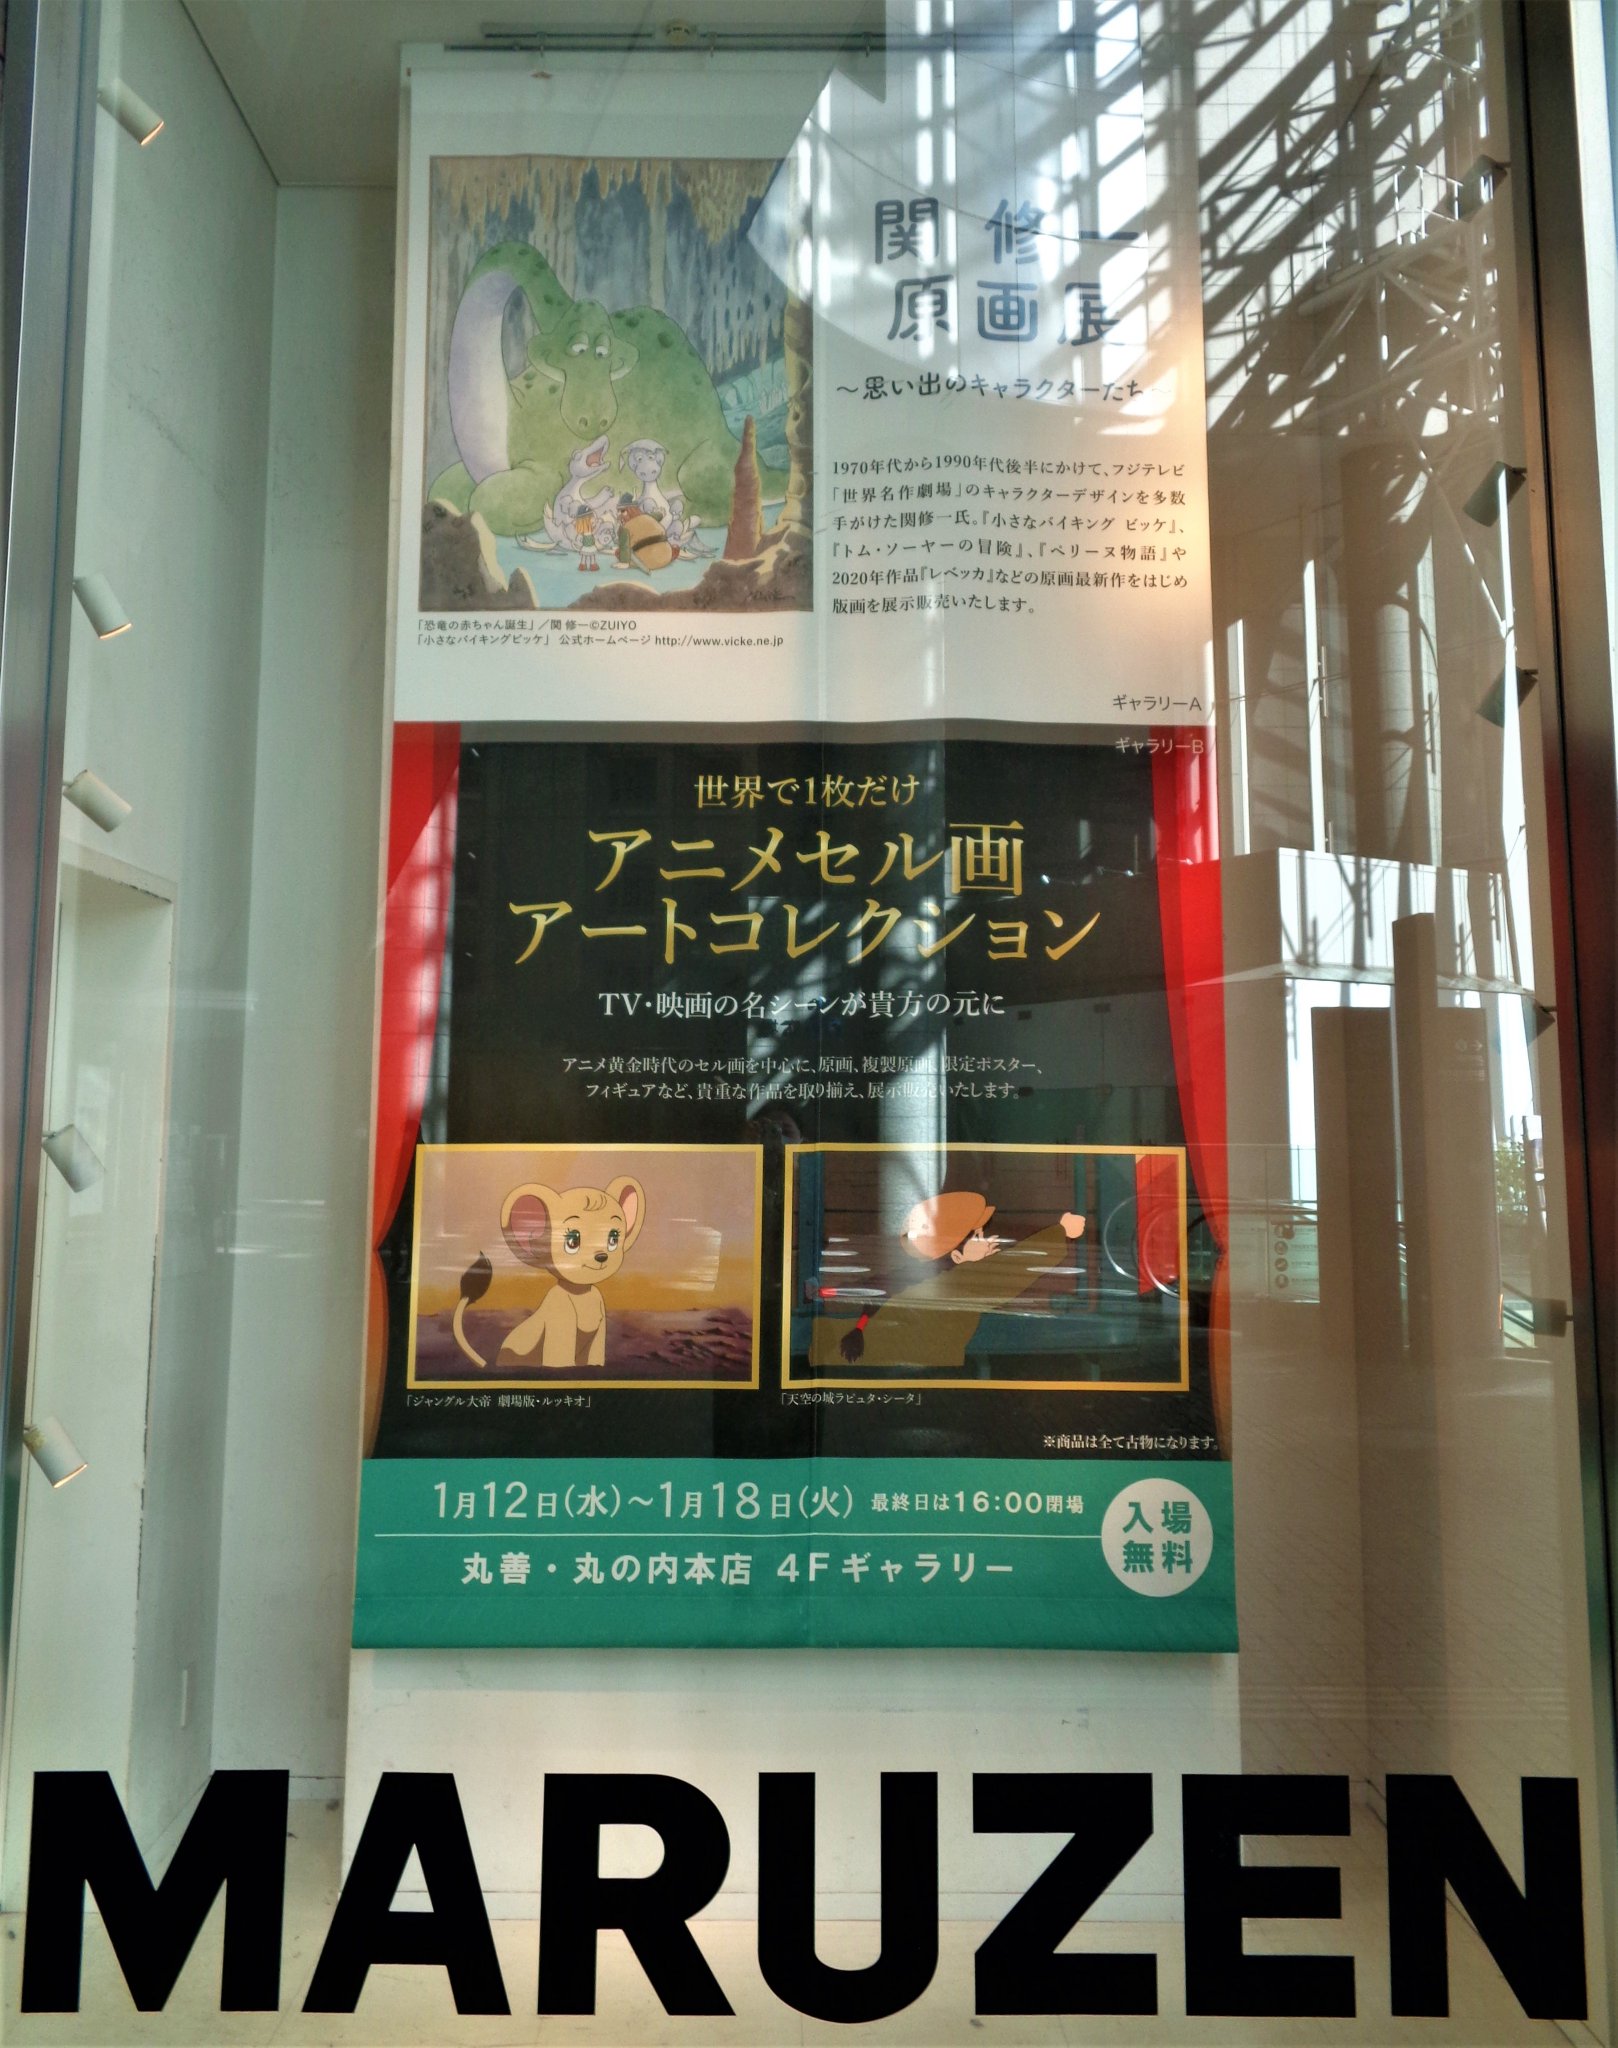 関 修一
原画展
～思い出のキャラクターたち～
1970年代から1990年代後半にかけて、フジテレビ
「世界名作劇場」のキャラクターデザインを多数
手がけた関修一氏。『小さなバイキング ビッケ』、
『トム・ソーヤーの冒険』、『ペリーヌ物語』や
2020年作品『レベッカ』などの原画最新作をはじめ
版画を展示販売いたします。
「恐竜の赤ちゃん誕生」／関 修一©ZUIYO
「小さなバイキングビッケ」 公式ホームページ http://www.vicke.ne.jp
ギャラリーA
ギャラリーB
世界で1枚だけ
アニメセル画
アートコレクション
TV・映画の名シーンが貴方の元に
アニメ黄金時代のセル画を中心に、原画、複製原画、限定ポスター、
フィギュアなど、貴重な作品を取り揃え、展示販売いたします。
「ジャングル大帝 劇場版・ルッキオ」
「天空の城ラピュタ・シータ」
※商品は全て古物になります。
1月12日(水)～1月18日(火) 最終日は16:00閉場
丸善・丸の内本店 4Fギャラリー
入場
無料
MARUZEN